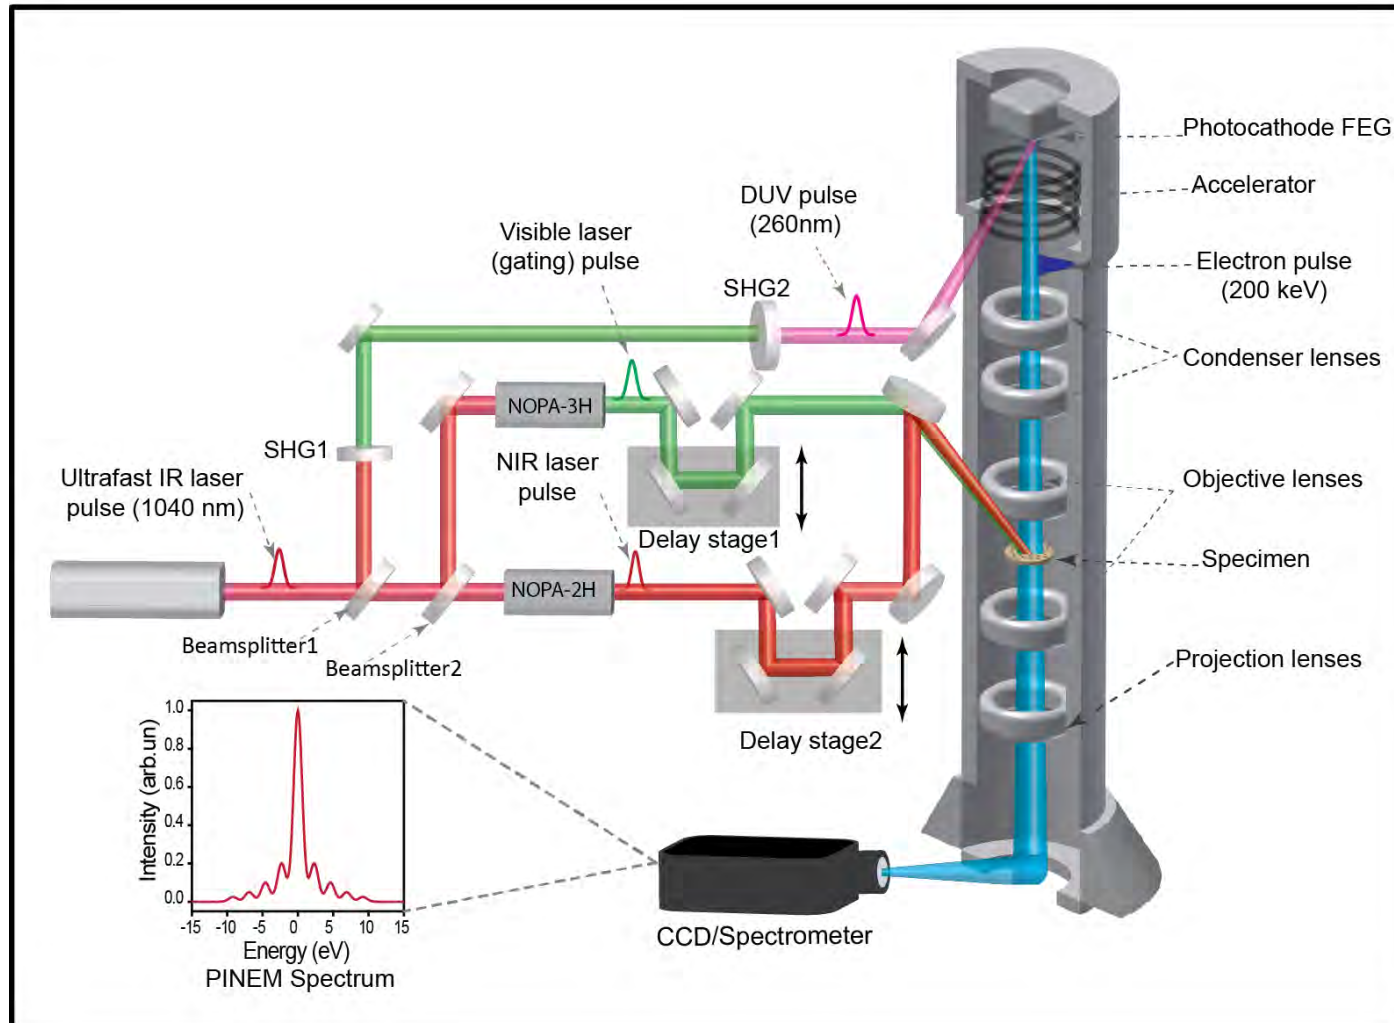 Photocathode FEG
Accelerator
DUV pulse
(260nm)
Visible laser
(gating) pulse
Electron pulse
(200 keV)
SHG2
Condenser lenses
NOPA-3H
SHG1
NIR laser
pulse
Ultrafast IR laser
pulse (1040 nm)
Objective lenses
Delay stage1
Specimen
NOPA-2H
Beamsplitter1
Beamsplitter2
Projection lenses
Delay stage2
1.0
0.8
0.6
0.4
0.2
0.0
Intensity (arb.un)
-15 -10 -5 0 5 10 15
Energy (eV)
PINEM Spectrum
CCD/Spectrometer